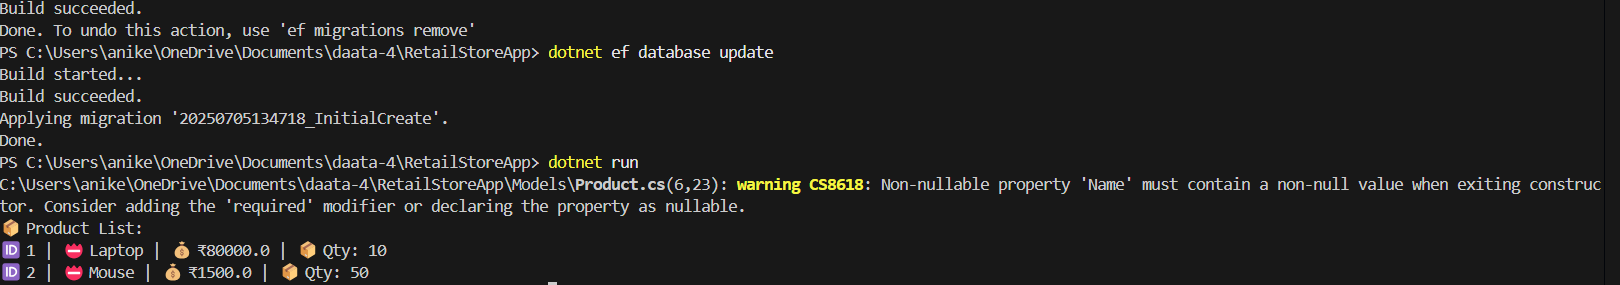 Build succeeded.
Done. To undo this action, use 'ef migrations remove'
PS C:\Users\anike\OneDrive\Documents\daata-4\RetailStoreApp> dotnet ef database update
Build started...
Build succeeded.
Applying migration '20250705134718_InitialCreate'.
Done.
PS C:\Users\anike\OneDrive\Documents\daata-4\RetailStoreApp> dotnet run
C:\Users\anike\OneDrive\Documents\daata-4\RetailStoreApp\Models\Product.cs(6,23): warning CS8618: Non-nullable property 'Name' must contain a non-null value when exiting construc
tor. Consider adding the 'required' modifier or declaring the property as nullable.
📦 Product List:
🆔 1 | 📛 Laptop | 💰 ₹80000.0 | 📦 Qty: 10
🆔 2 | 📛 Mouse | 💰 ₹1500.0 | 📦 Qty: 50